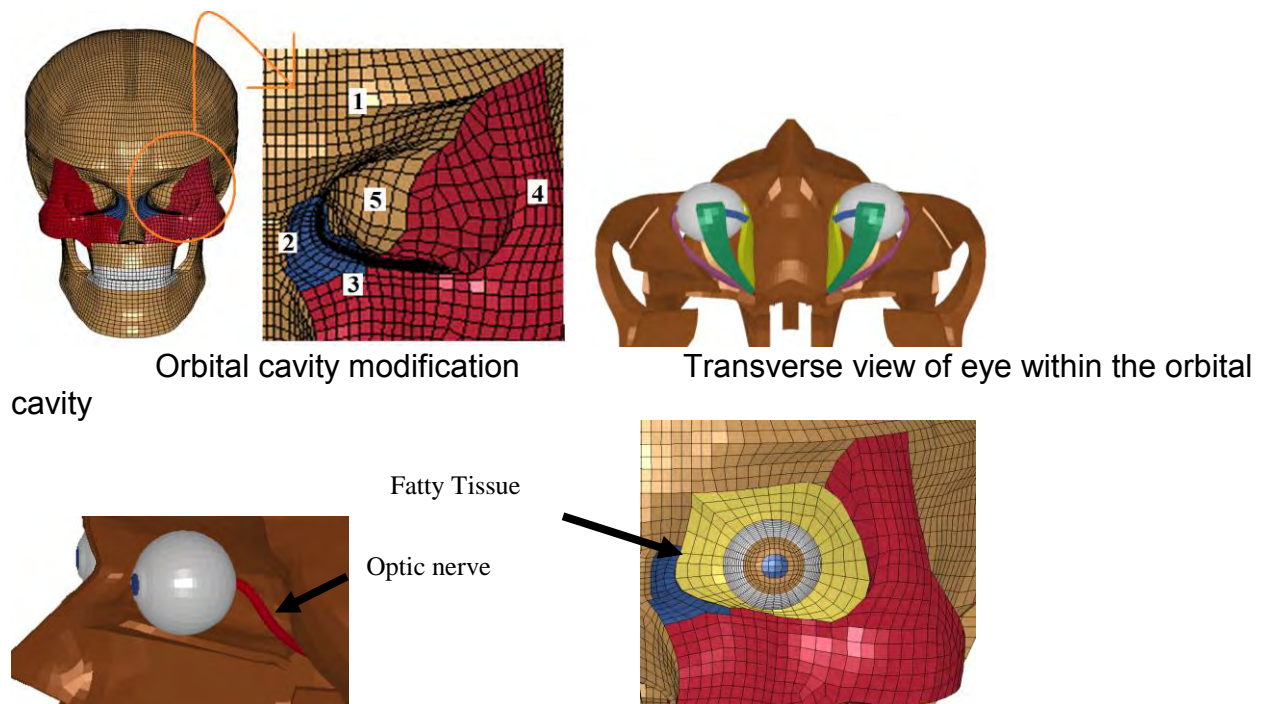 1
5
4
2
3
Orbital cavity modification
Transverse view of eye within the orbital
cavity
Fatty Tissue
Optic nerve